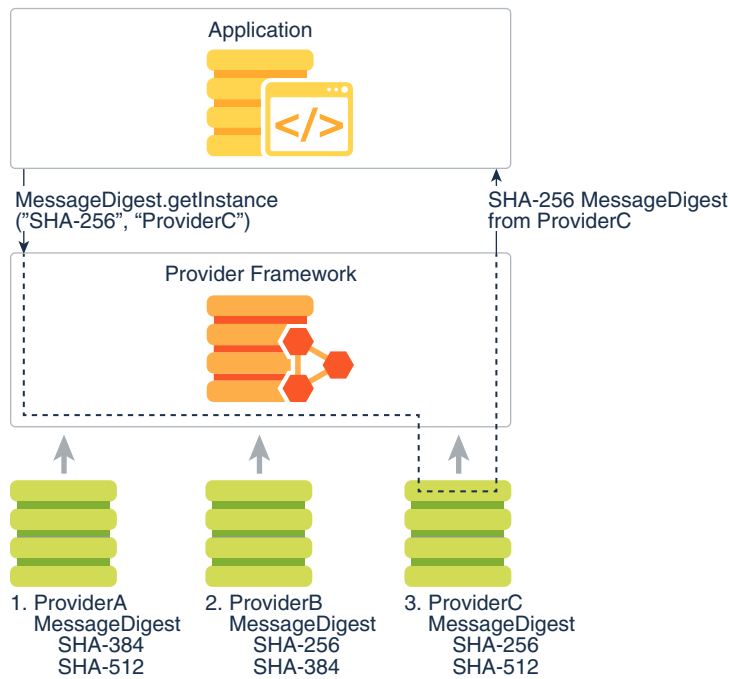 Application
</>
MessageDigest.getInstance
(”SHA-256”, “ProviderC”)
SHA-256 MessageDigest
from ProviderC
Provider Framework
1. ProviderA
MessageDigest
SHA-384
SHA-512
2. ProviderB
MessageDigest
SHA-256
SHA-384
3. ProviderC
MessageDigest
SHA-256
SHA-512